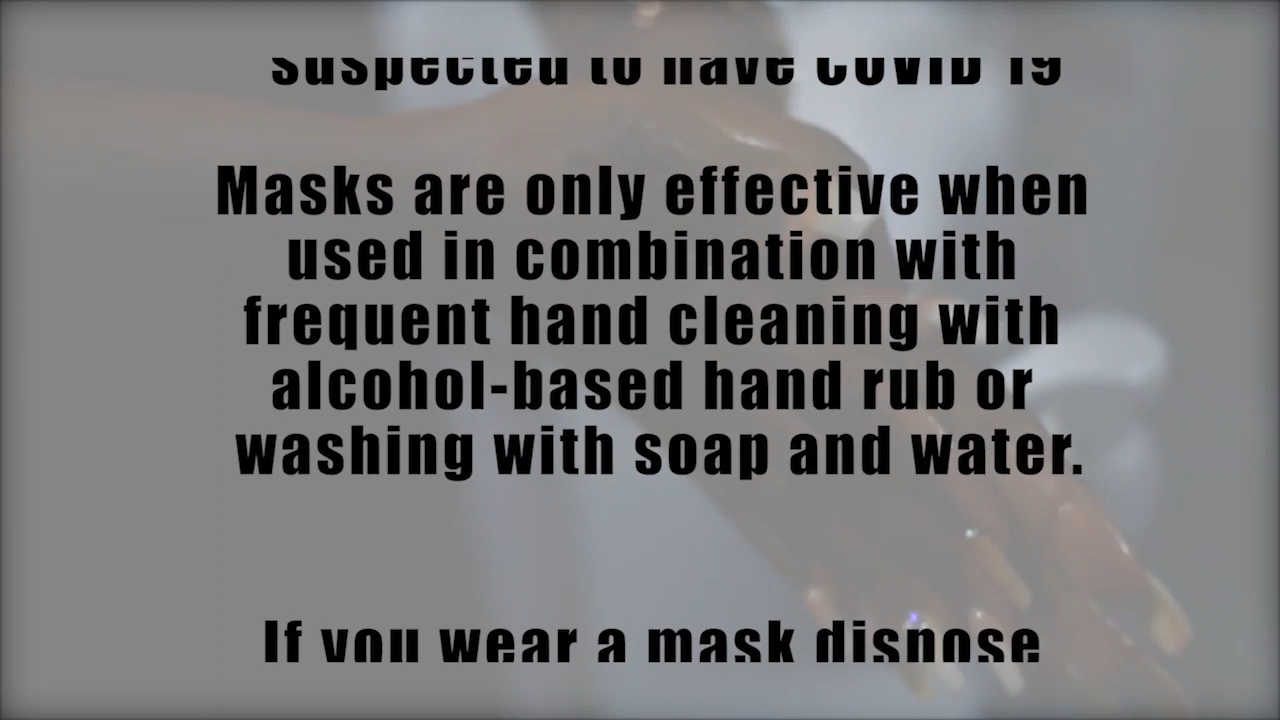 suspected to have COVID 19
Masks are only effective when
used in combination with
frequent hand cleaning with
alcohol-based hand rub or
washing with soap and water.
If you wear a mask dispose